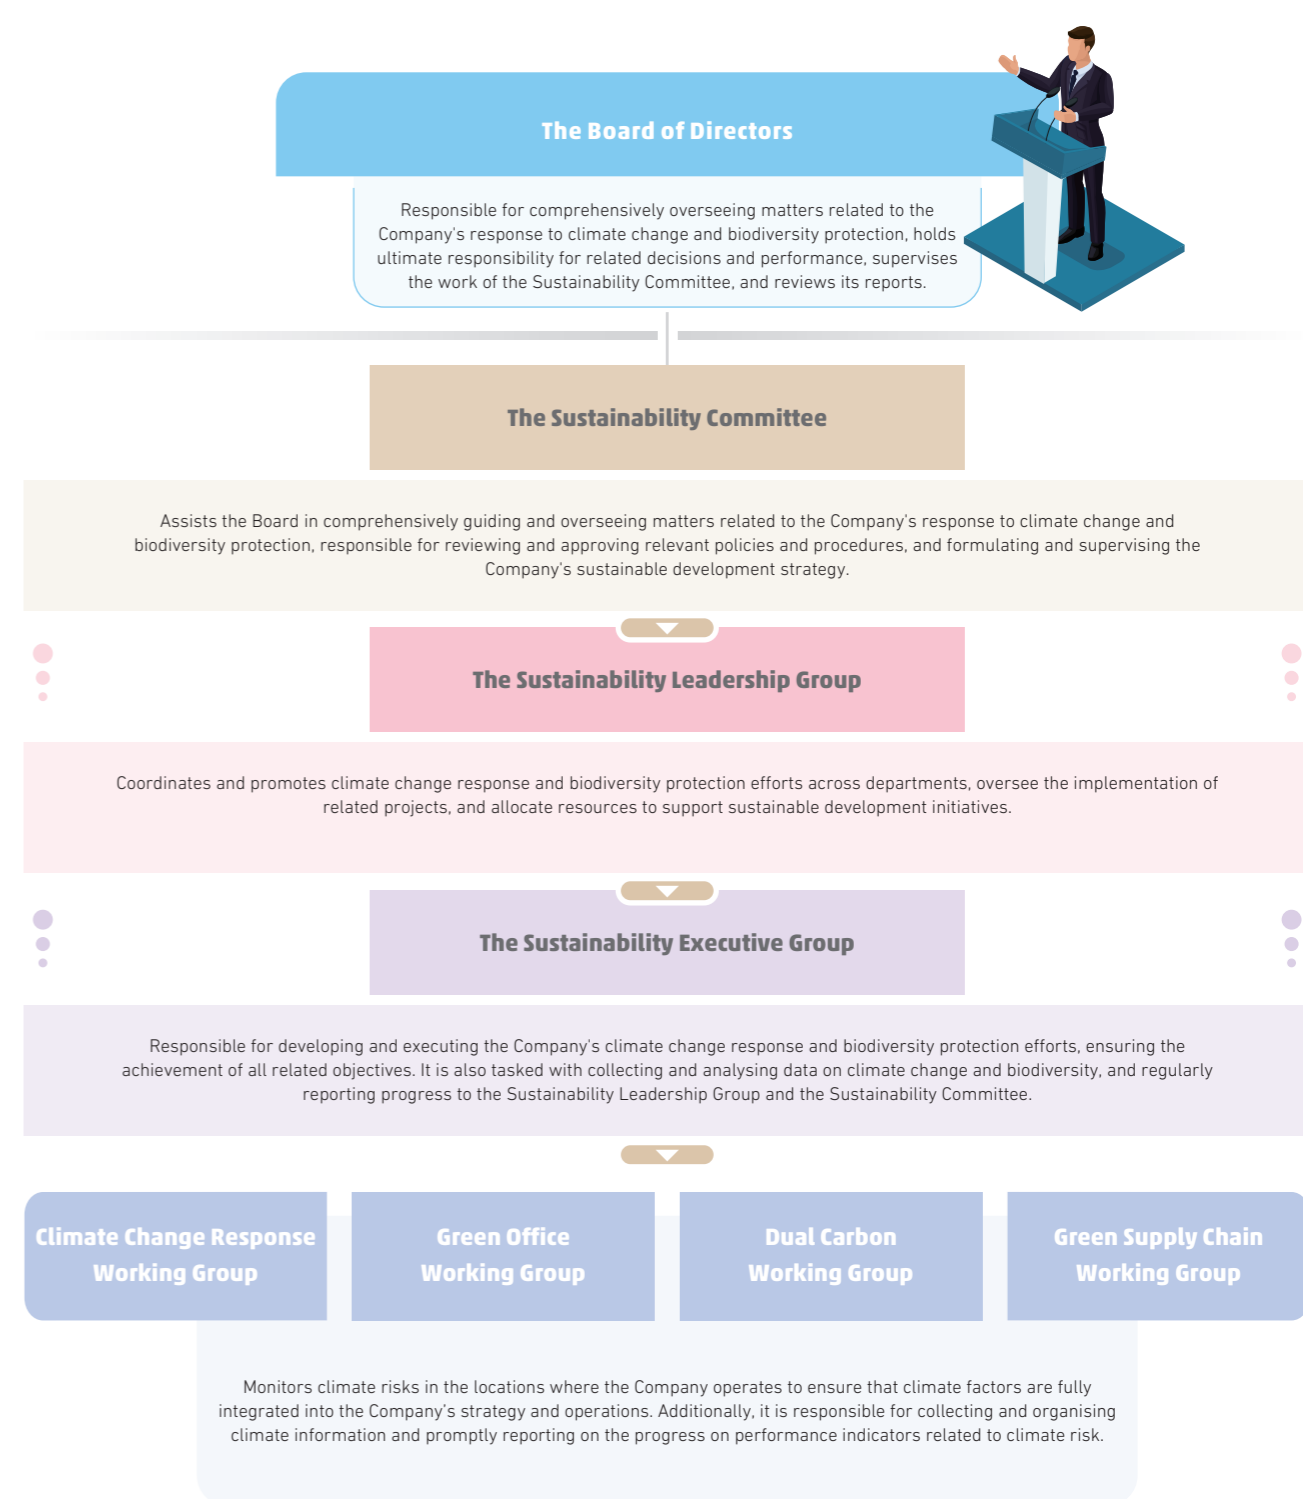 The Board of Directors
Responsible for comprehensively overseeing matters related to the
Company's response to climate change and biodiversity protection, holds
ultimate responsibility for related decisions and performance, supervises
the work of the Sustainability Committee, and reviews its reports.
The Sustainability Committee
Assists the Board in comprehensively guiding and overseeing matters related to the Company's response to climate change and
biodiversity protection, responsible for reviewing and approving relevant policies and procedures, and formulating and supervising the
Company's sustainable development strategy.
The Sustainability Leadership Group
Coordinates and promotes climate change response and biodiversity protection efforts across departments, oversee the implementation of
related projects, and allocate resources to support sustainable development initiatives.
The Sustainability Executive Group
Responsible for developing and executing the Company's climate change response and biodiversity protection efforts, ensuring the
achievement of all related objectives. It is also tasked with collecting and analysing data on climate change and biodiversity, and regularly
reporting progress to the Sustainability Leadership Group and the Sustainability Committee.
Climate Change Response
Working Group
Green Office
Working Group
Dual Carbon
Working Group
Green Supply Chain
Working Group
Monitors climate risks in the locations where the Company operates to ensure that climate factors are fully
integrated into the Company's strategy and operations. Additionally, it is responsible for collecting and organising
climate information and promptly reporting on the progress on performance indicators related to climate risk.